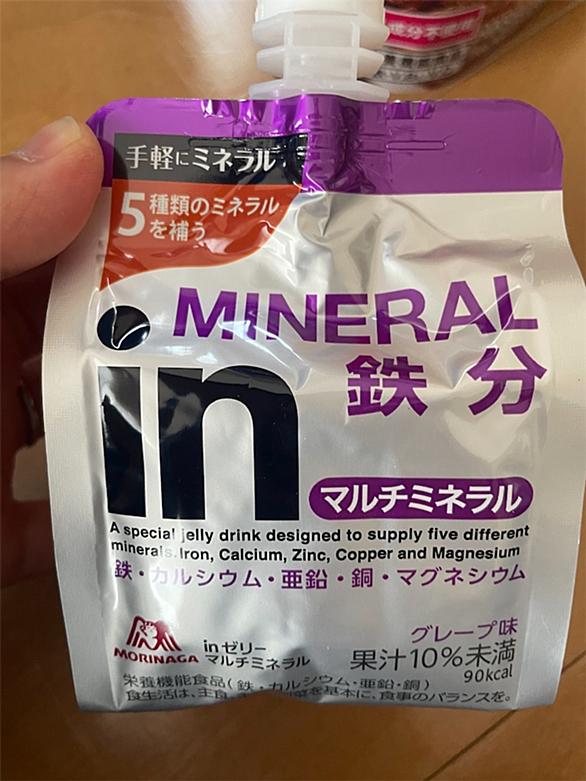 成分不使用
手軽にミネラル
5種類のミネラル
を補う
MINERAL
鉄分
in
マルチミネラル
A special jelly drink designed to supply five different
minerals. Iron, Calcium, Zinc, Copper and Magnesium
鉄・カルシウム・亜鉛・銅・マグネシウム
グレープ味
果汁10%未満
90kcal
MORINAGA
inゼリー
マルチミネラル
栄養機能食品(鉄・カルシウム・亜鉛・銅)
食生活は、主食、を基本に、食事のバランスを。